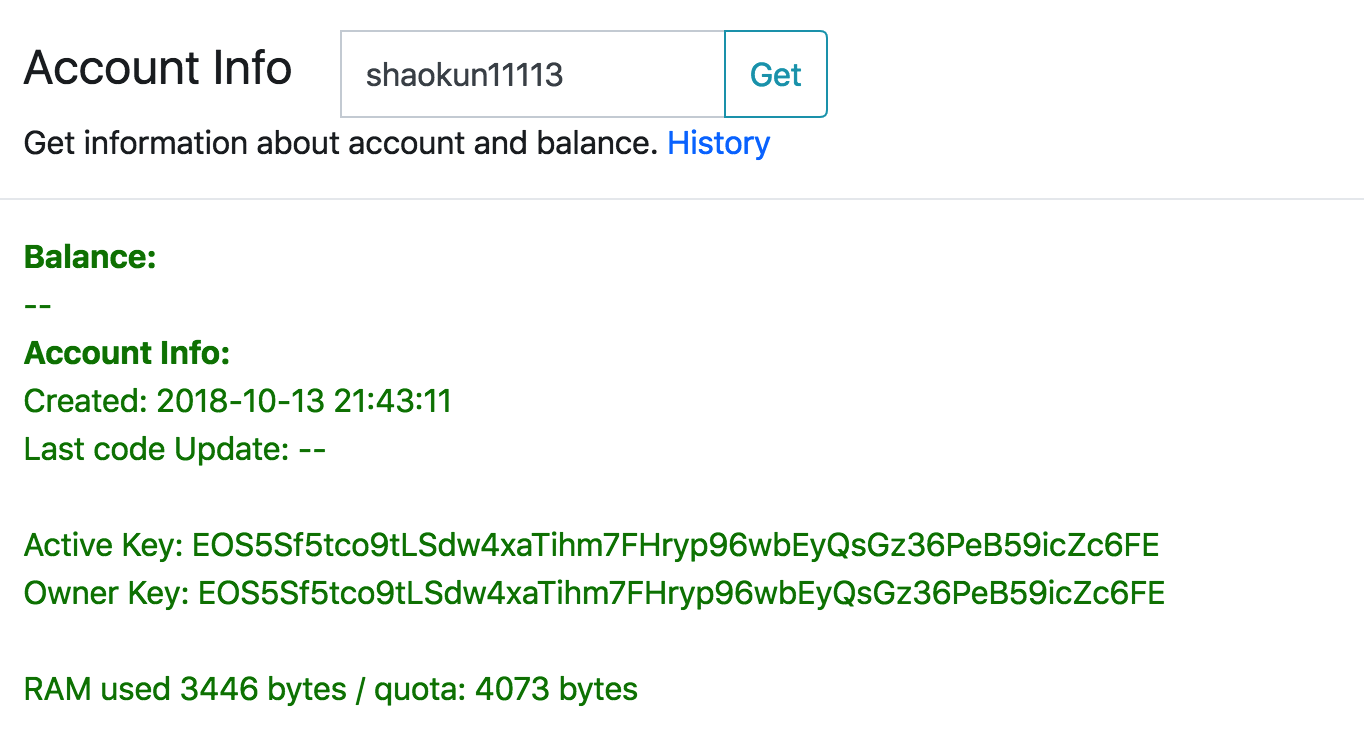 Account Info
shaokun11113
Get
Get information about account and balance. History
Balance:
--
Account Info:
Created: 2018-10-13 21:43:11
Last code Update: --
Active Key: EOS5Sf5tco9tLSdw4xaTihm7FHryp96wbEyQsGz36PeB59icZc6FE
Owner Key: EOS5Sf5tco9tLSdw4xaTihm7FHryp96wbEyQsGz36PeB59icZc6FE
RAM used 3446 bytes / quota: 4073 bytes